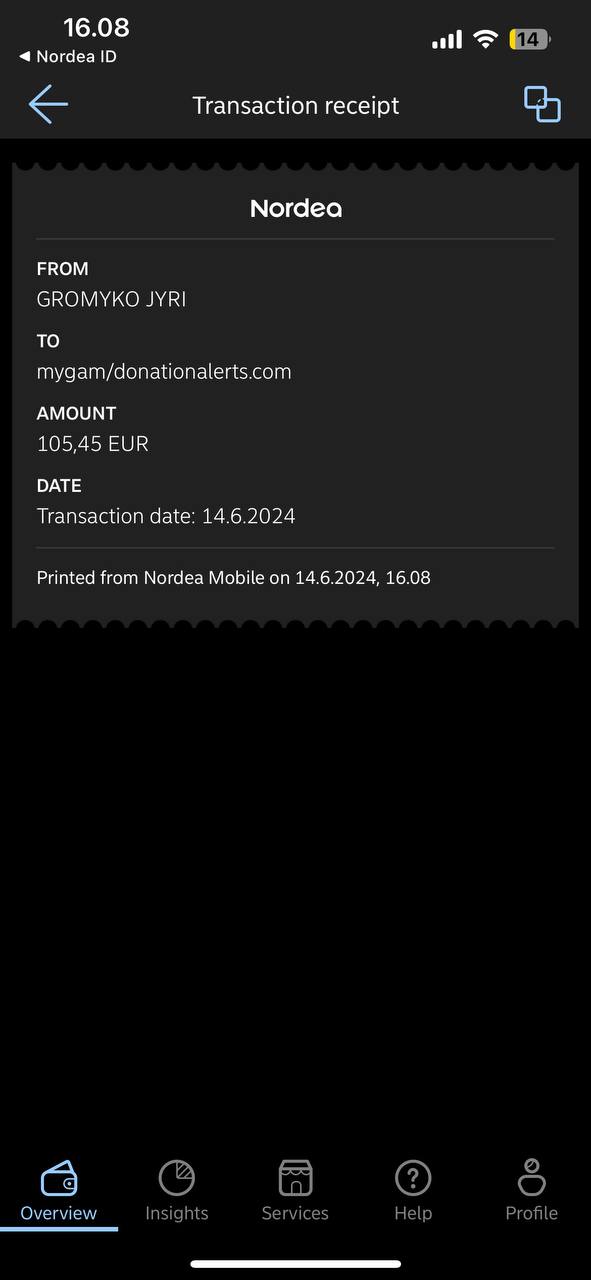 16.08
14
◀ Nordea ID
Transaction receipt
Nordea
FROM
GROMYKO JYRI
TO
mygam/donationalerts.com
AMOUNT
105,45 EUR
DATE
Transaction date: 14.6.2024
Printed from Nordea Mobile on 14.6.2024, 16.08
Overview Insights Services Help Profile